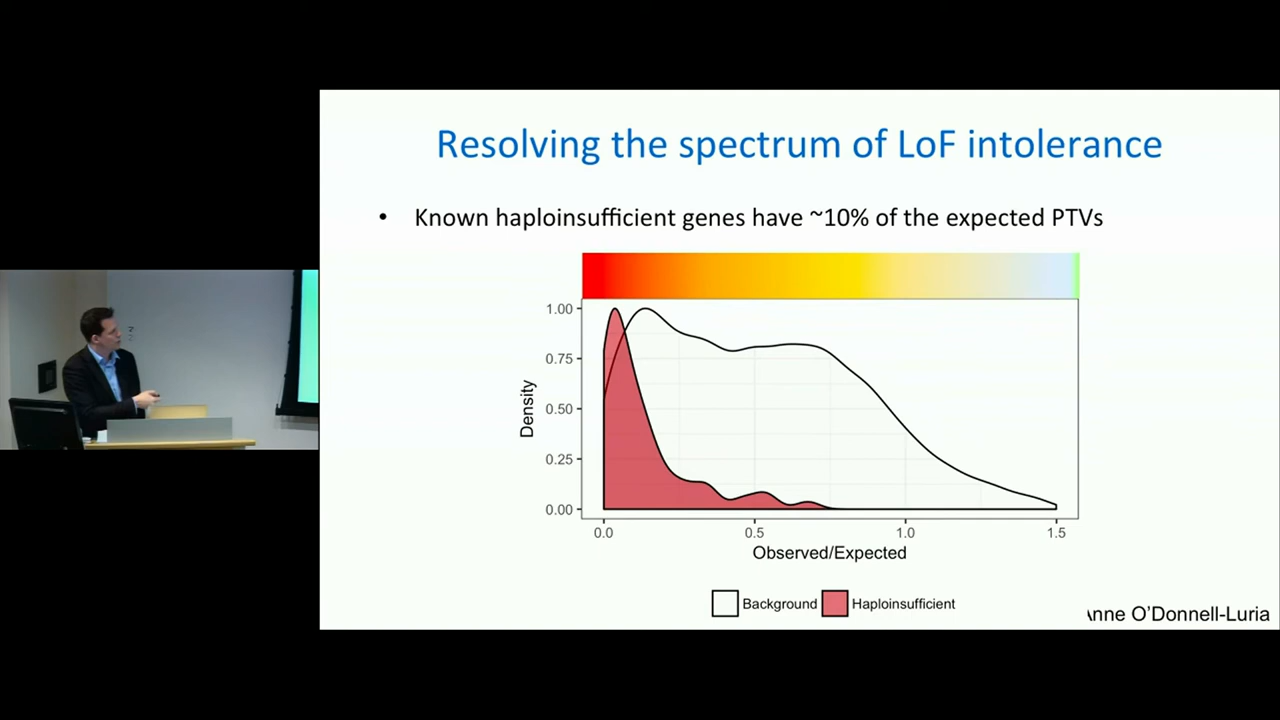 Resolving the spectrum of LoF intolerance
• Known haploinsufficient genes have ~10% of the expected PTVs
1.00
0.75
0.50
0.25
0.00
Density
0.0 0.5 1.0 1.5
Observed/Expected
Background Haploinsufficient
Anne O'Donnell-Luria